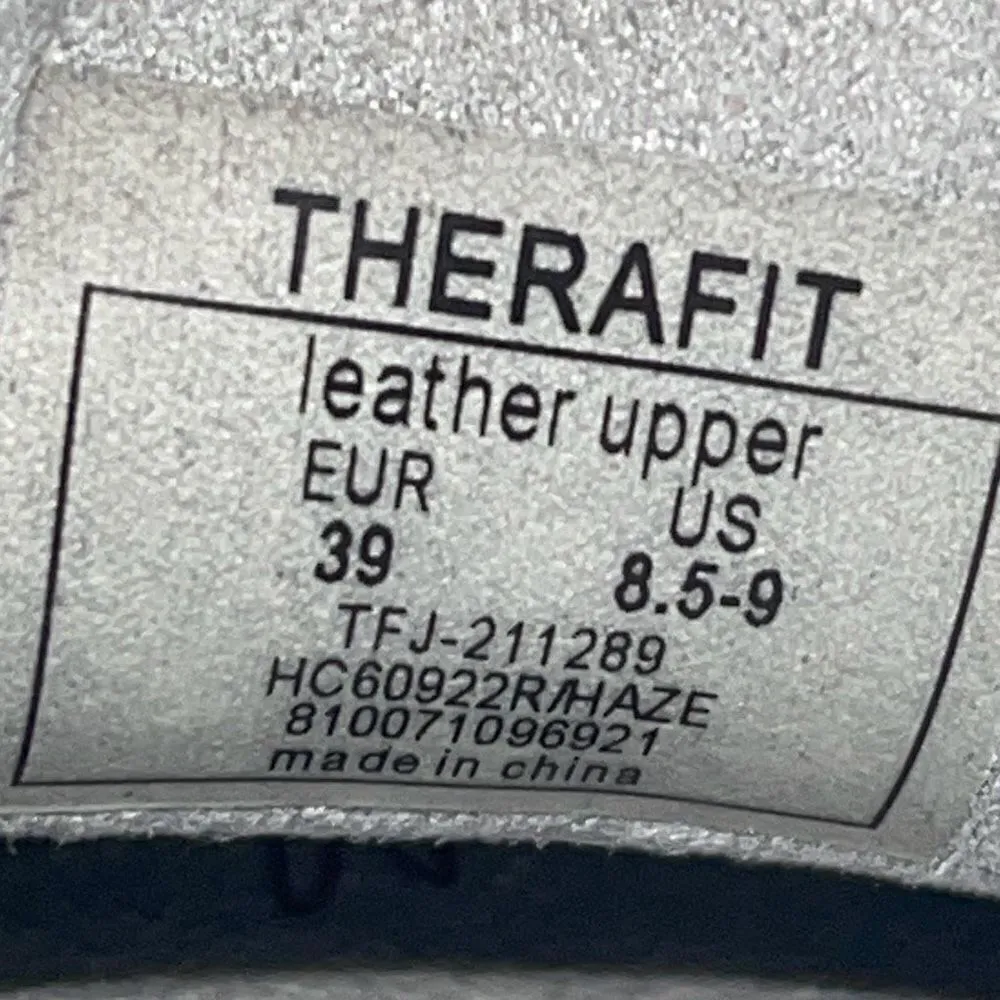 THERAFIT
leather upper
EUR US
39 8.5-9
TFJ-211289
HC60922R/HAZE
810071096921
made in china